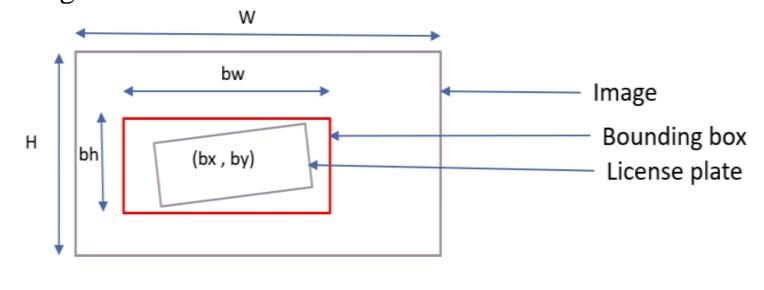 W
bw
Image
H
bh
(bx , by)
Bounding box
License plate